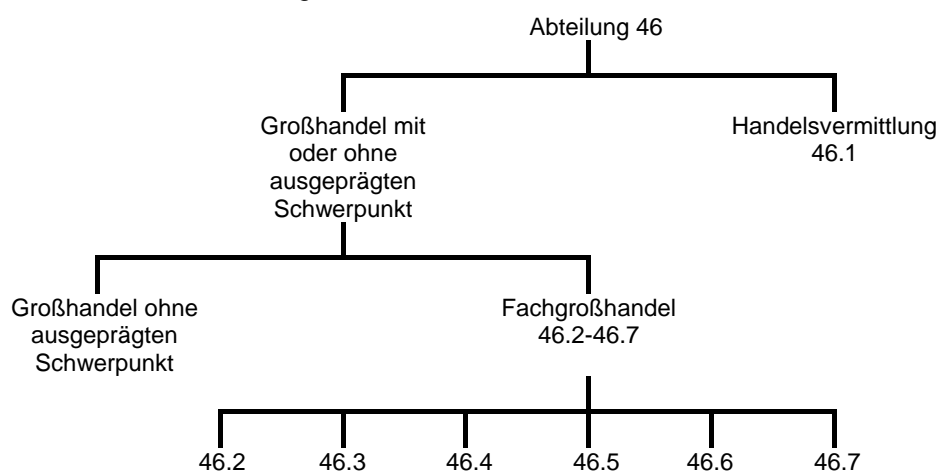 Abteilung 46
Großhandel mit
oder ohne
ausgeprägten
Schwerpunkt
Handelsvermittlung
46.1
Großhandel ohne
ausgeprägten
Schwerpunkt
Fachgroßhandel
46.2-46.7
46.2 46.3 46.4 46.5 46.6 46.7